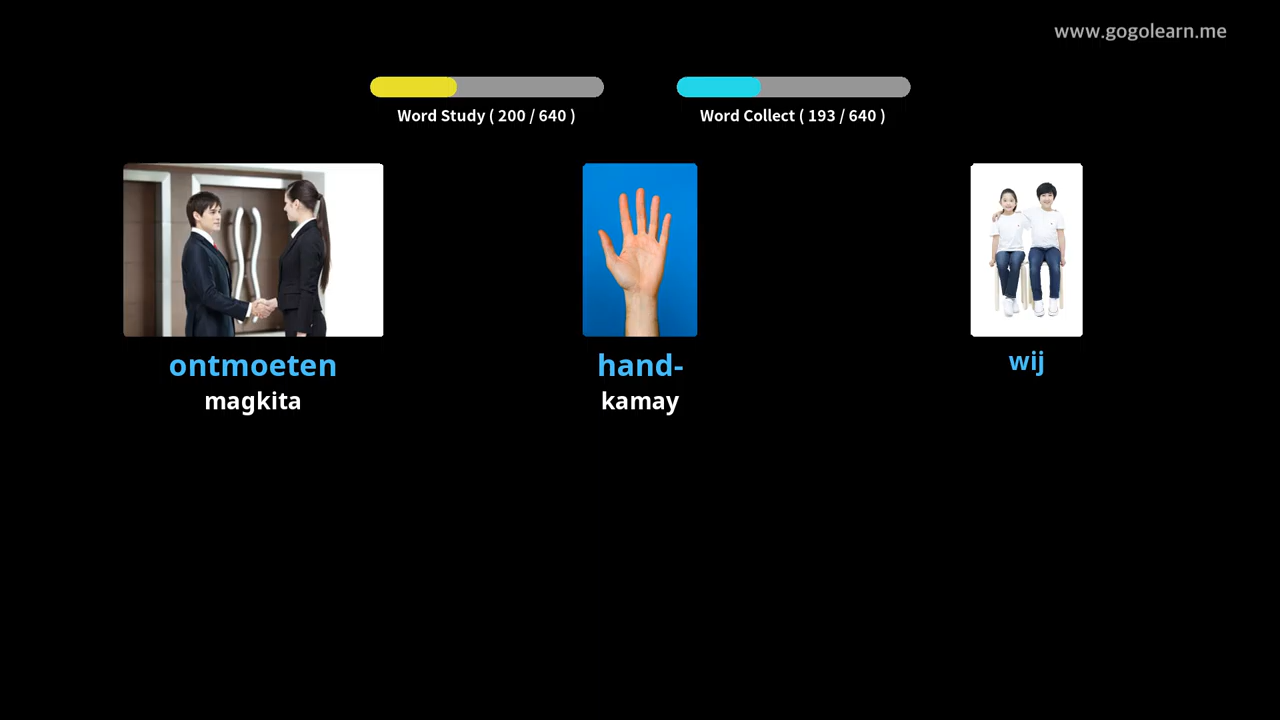 www.gogolearn.me
Word Study ( 200 / 640 )
Word Collect ( 193 / 640 )
ontmoeten
magkita
hand-
kamay
wij